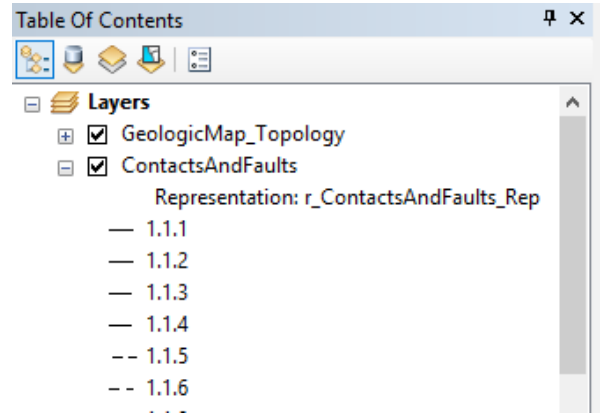 Table Of Contents
Layers
GeologicMap_Topology
ContactsAndFaults
Representation: r_ContactsAndFaults_Rep
1.1.1
1.1.2
1.1.3
1.1.4
1.1.5
1.1.6